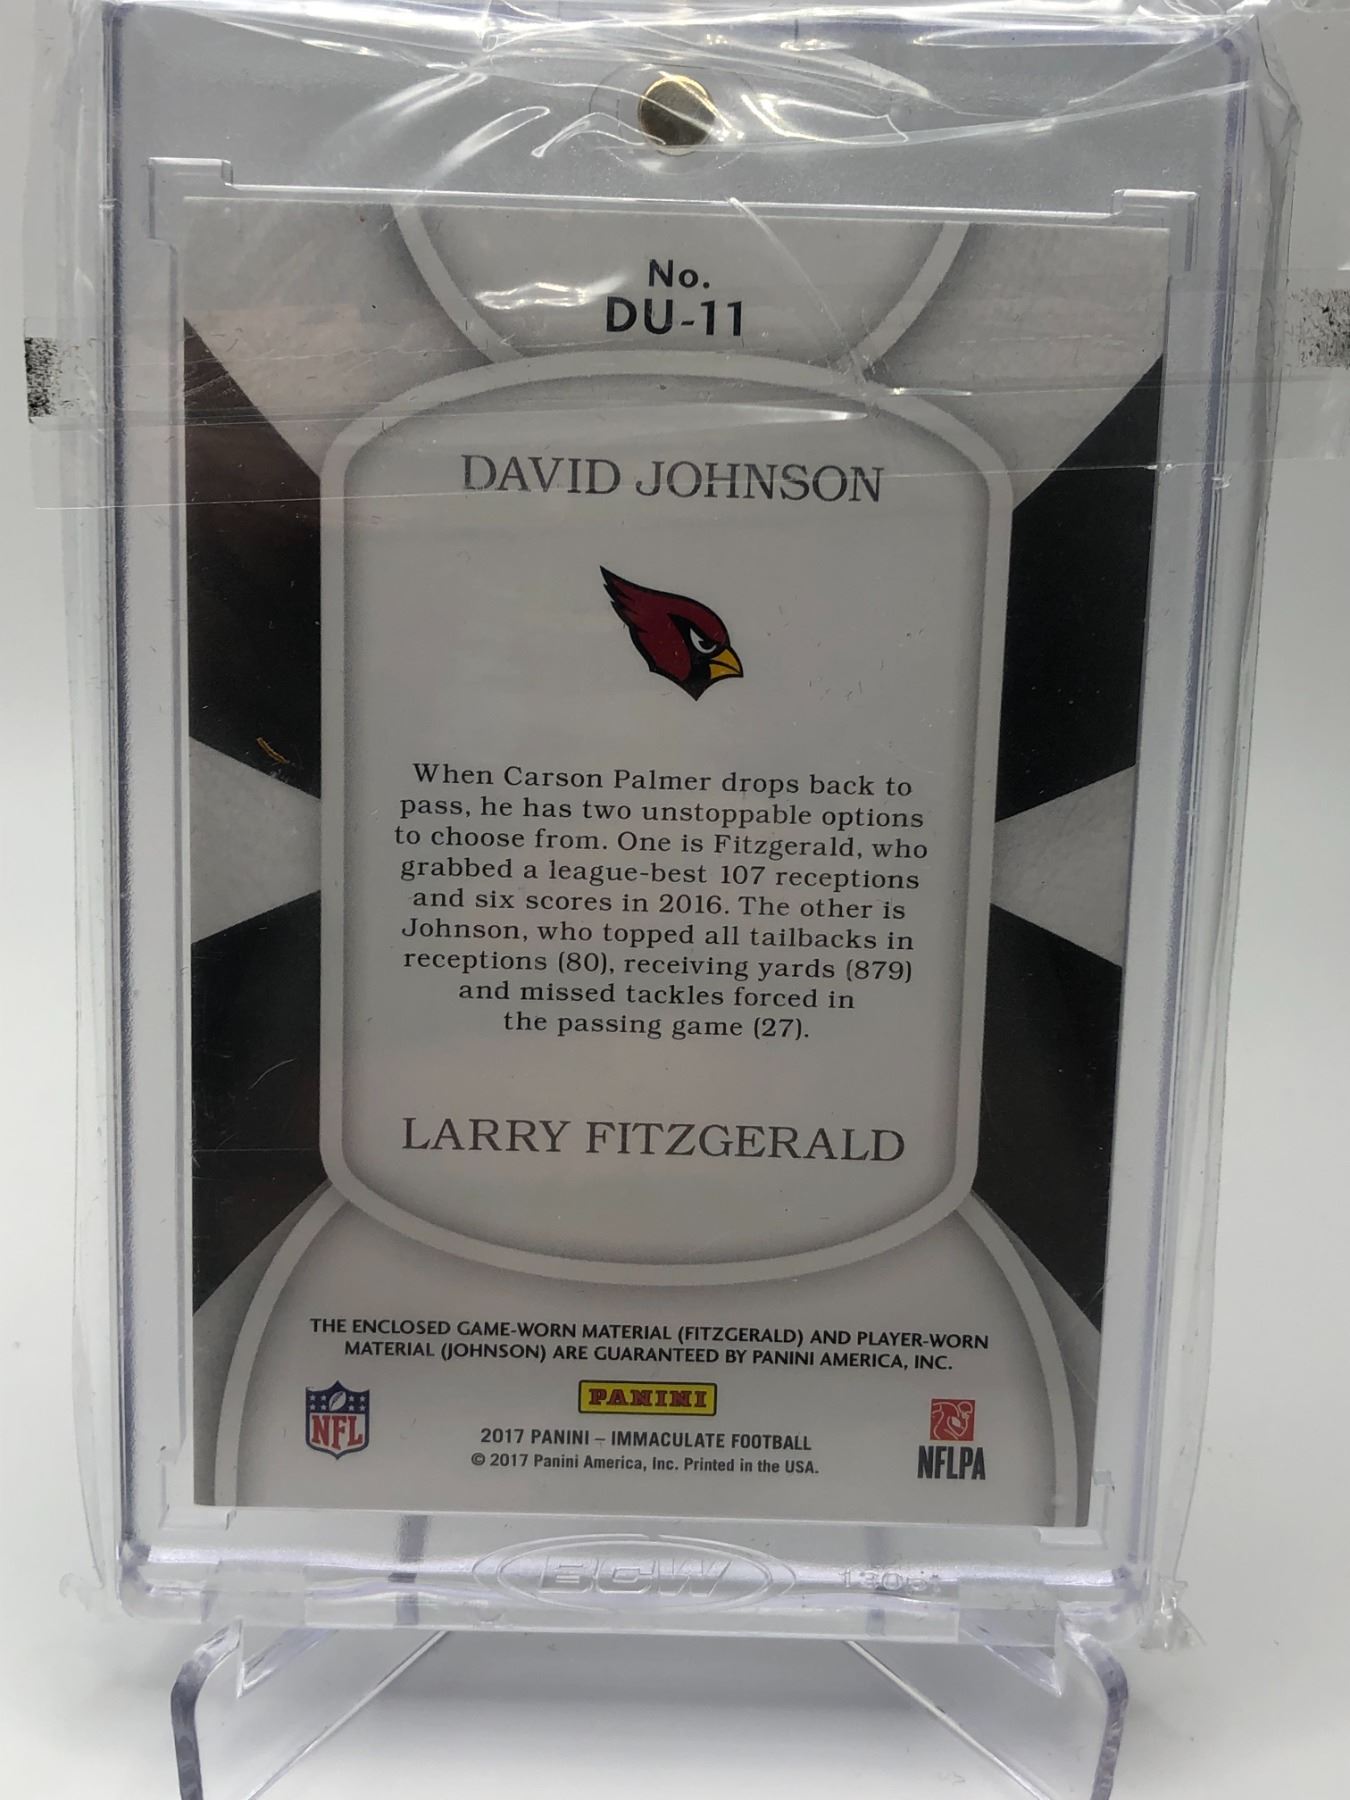 No.
DU-11
DAVID JOHNSON
When Carson Palmer drops back to
pass, he has two unstoppable options
to choose from. One is Fitzgerald, who
grabbed a league-best 107 receptions
and six scores in 2016. The other is
Johnson, who topped all tailbacks in
receptions (80), receiving yards (879)
and missed tackles forced in
the passing game (27).
LARRY FITZGERALD
THE ENCLOSED GAME-WORN MATERIAL (FITZGERALD) AND PLAYER-WORN
MATERIAL (JOHNSON) ARE GUARANTEED BY PANINI AMERICA, INC.
PANINI
NFL
2017 PANINI – IMMACULATE FOOTBALL
© 2017 Panini America, Inc. Printed in the USA.
NFLPA
BCW